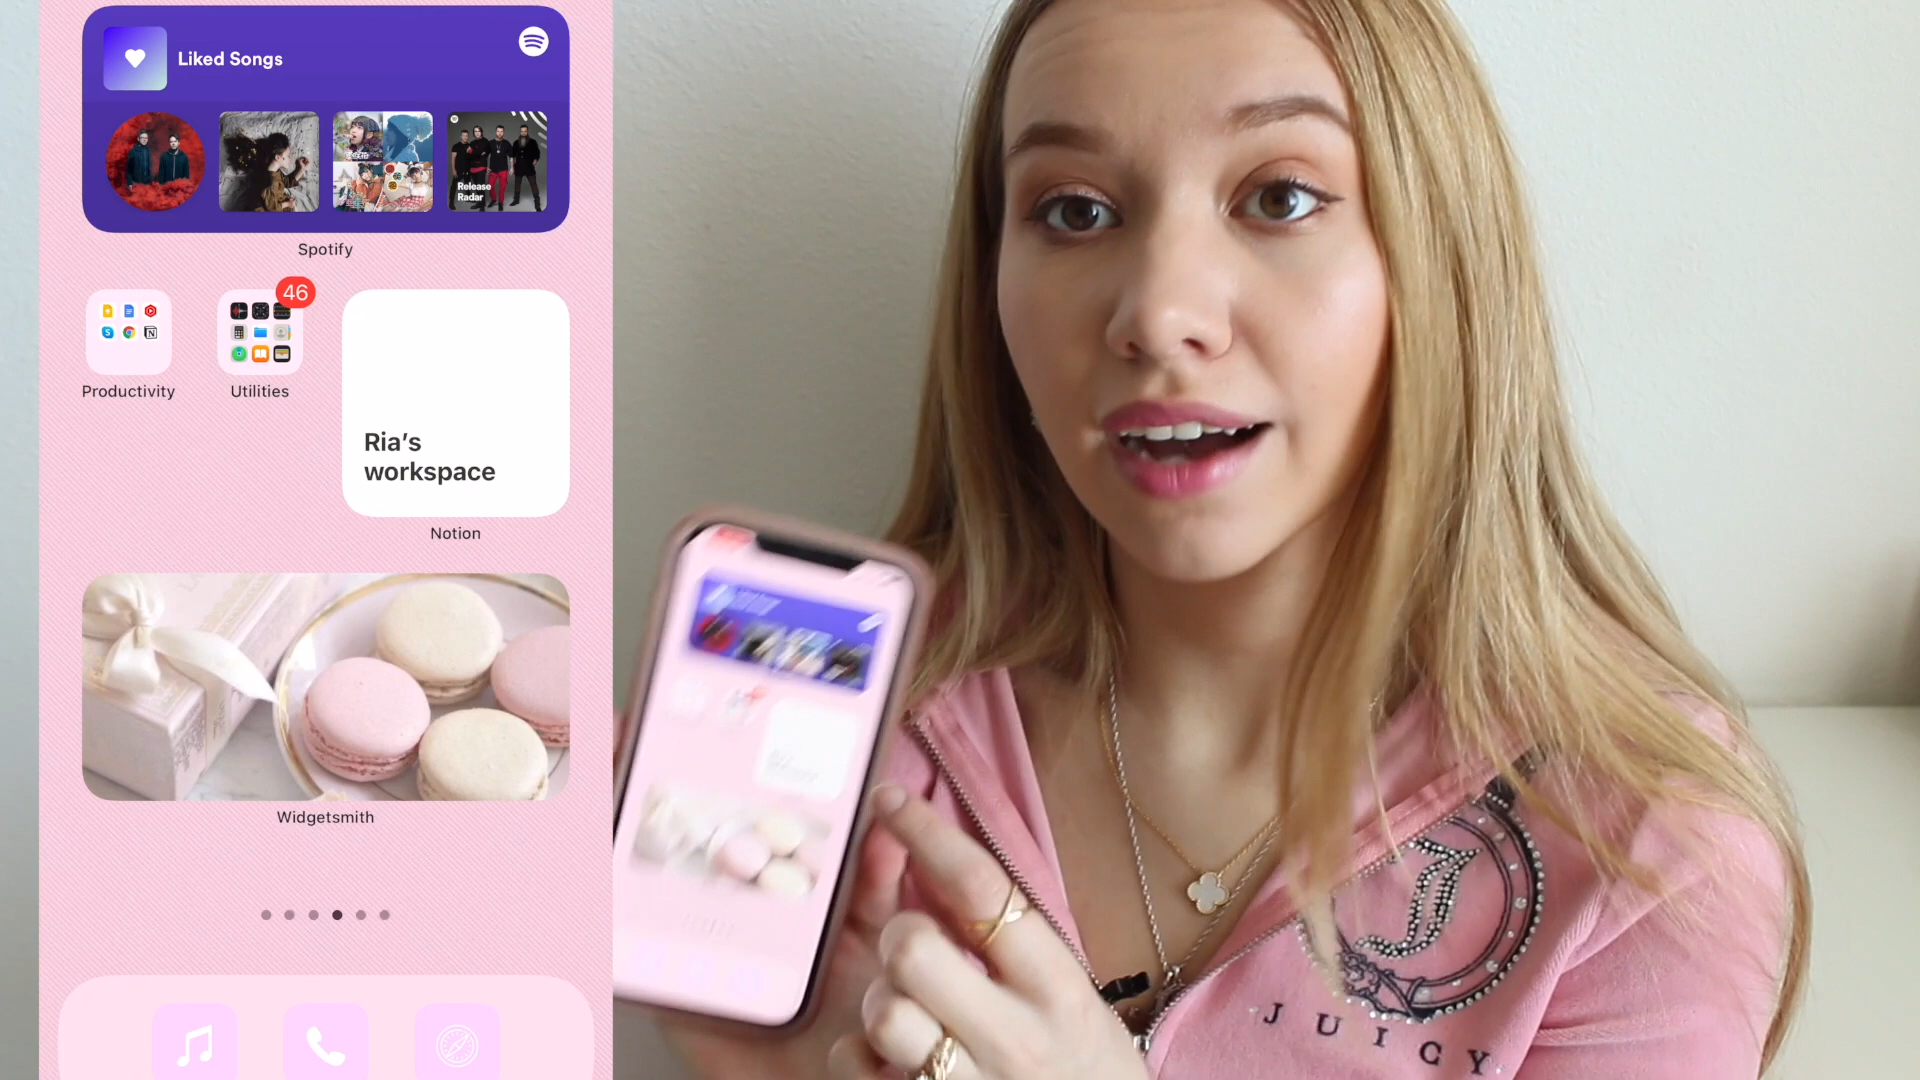 Liked Songs
Release
Radar
Spotify
46
Productivity
Utilities
Ria's
workspace
Notion
Widgetsmith
J
JUICY